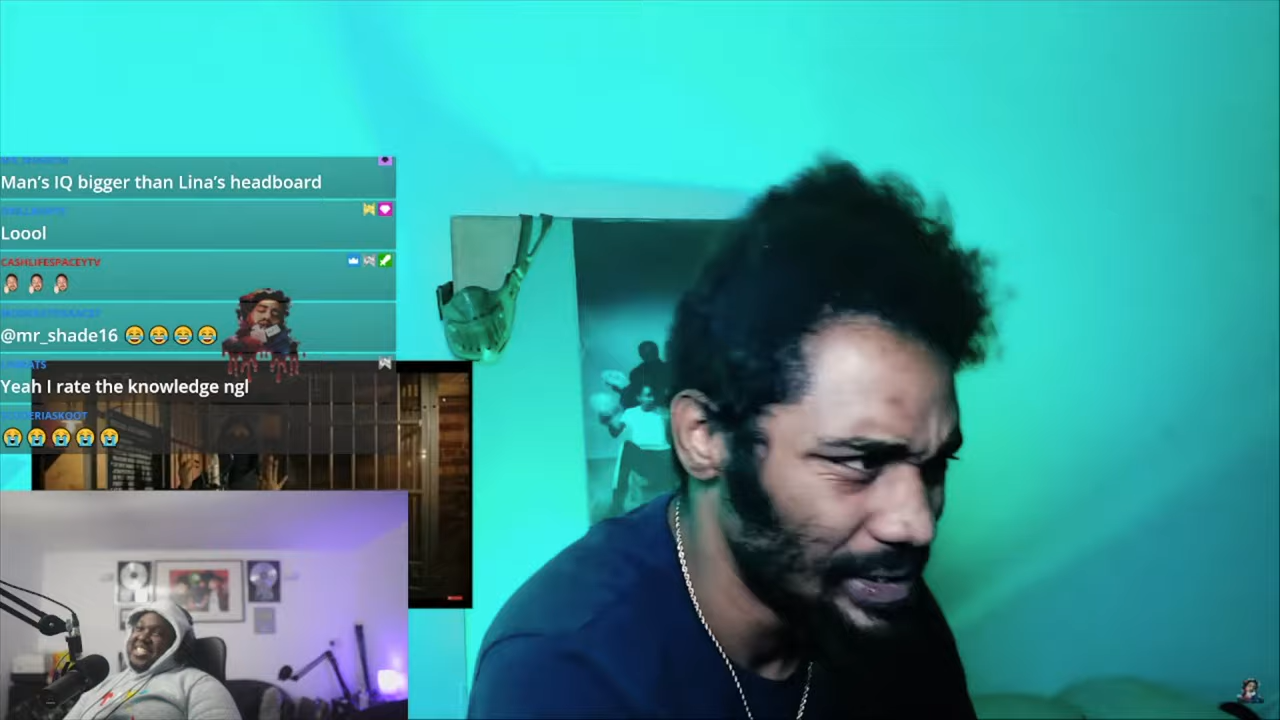 Man’s IQ bigger than Lina’s headboard
Loool
CASHLIFESPACEYTV
@mr_shade16 😂 😂 😂 😂
Yeah I rate the knowledge ngl
😭 😭 😭 😭 😭